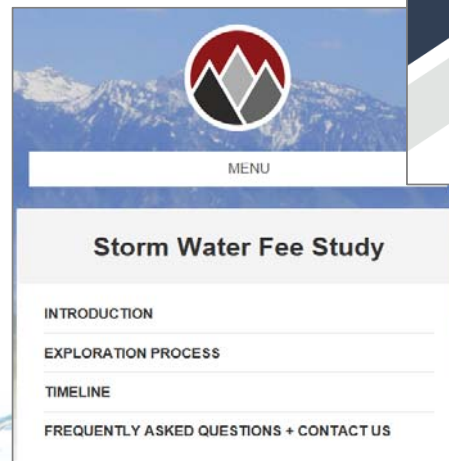 MENU
Storm Water Fee Study
INTRODUCTION
EXPLORATION PROCESS
TIMELINE
FREQUENTLY ASKED QUESTIONS + CONTACT US